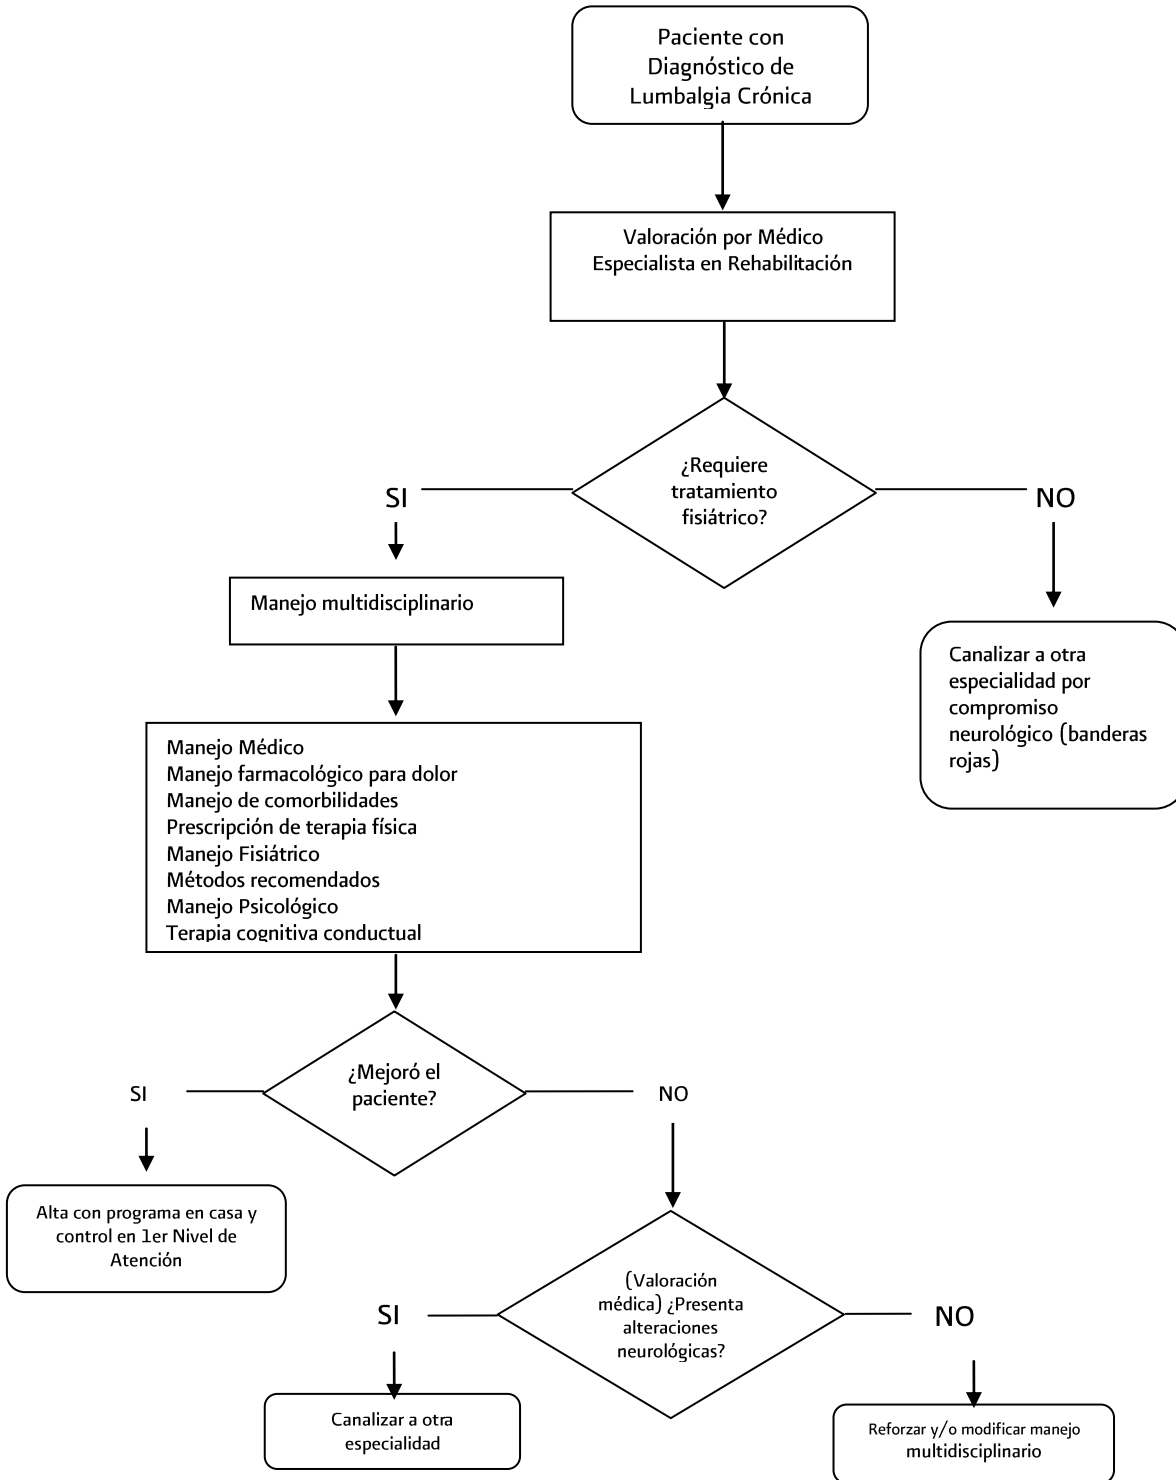 Paciente con
Diagnóstico de
Lumbalgia Crónica
Valoración por Médico
Especialista en Rehabilitación
¿Requiere
tratamiento
fisiátrico?
SI
NO
Manejo multidisciplinario
Canalizar a otra
especialidad por
compromiso
neurológico (banderas
rojas)
Manejo Médico
Manejo farmacológico para dolor
Manejo de comorbilidades
Prescripción de terapia física
Manejo Fisiátrico
Métodos recomendados
Manejo Psicológico
Terapia cognitiva conductual
¿Mejoró el
paciente?
SI
NO
Alta con programa en casa y
control en 1er Nivel de
Atención
(Valoración
médica) ¿Presenta
alteraciones
neurológicas?
SI
NO
Canalizar a otra
especialidad
Reforzar y/o modificar manejo
multidisciplinario